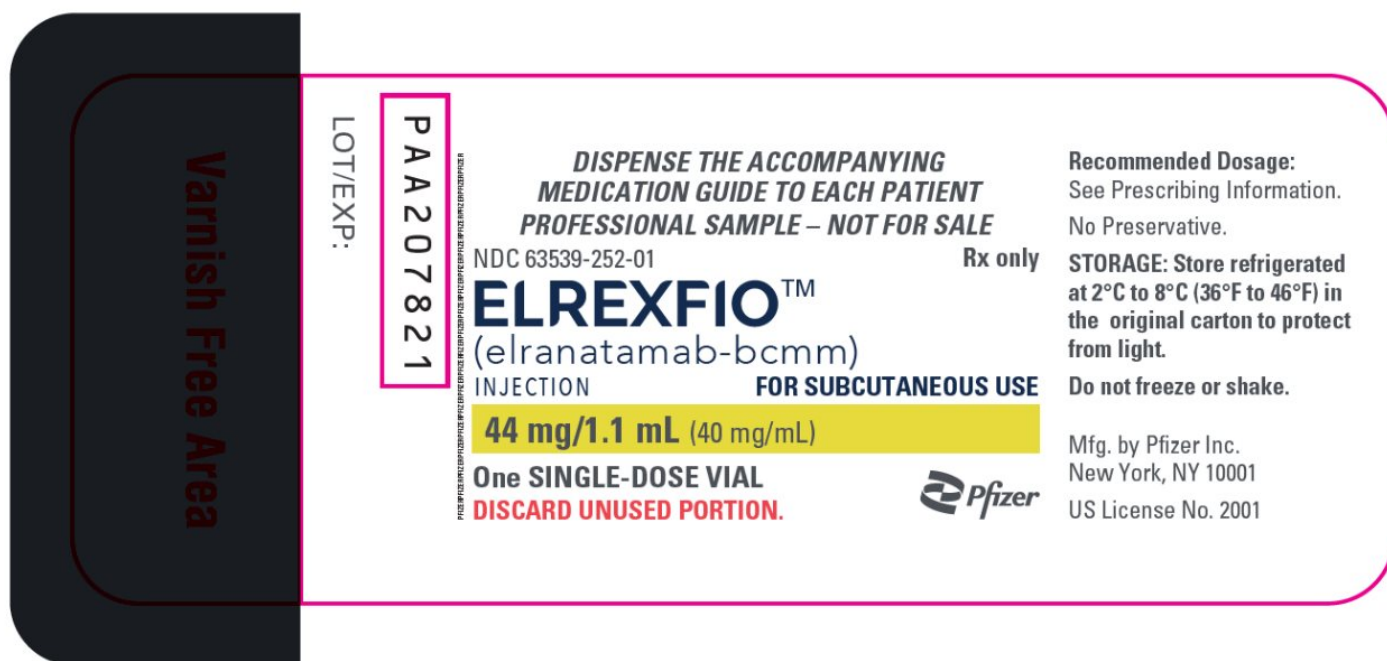 Varnish Free Area
LOT/EXP:
PAA207821
DISPENSE THE ACCOMPANYING
MEDICATION GUIDE TO EACH PATIENT
PROFESSIONAL SAMPLE – NOT FOR SALE
NDC 63539-252-01 Rx only
ELREXFIO™
(elranatamab-bcmm)
INJECTION FOR SUBCUTANEOUS USE
44 mg/1.1 mL (40 mg/mL)
One SINGLE-DOSE VIAL
DISCARD UNUSED PORTION.
Pfizer
Recommended Dosage:
See Prescribing Information.
No Preservative.
STORAGE: Store refrigerated
at 2°C to 8°C (36°F to 46°F) in
the original carton to protect
from light.
Do not freeze or shake.
Mfg. by Pfizer Inc.
New York, NY 10001
US License No. 2001